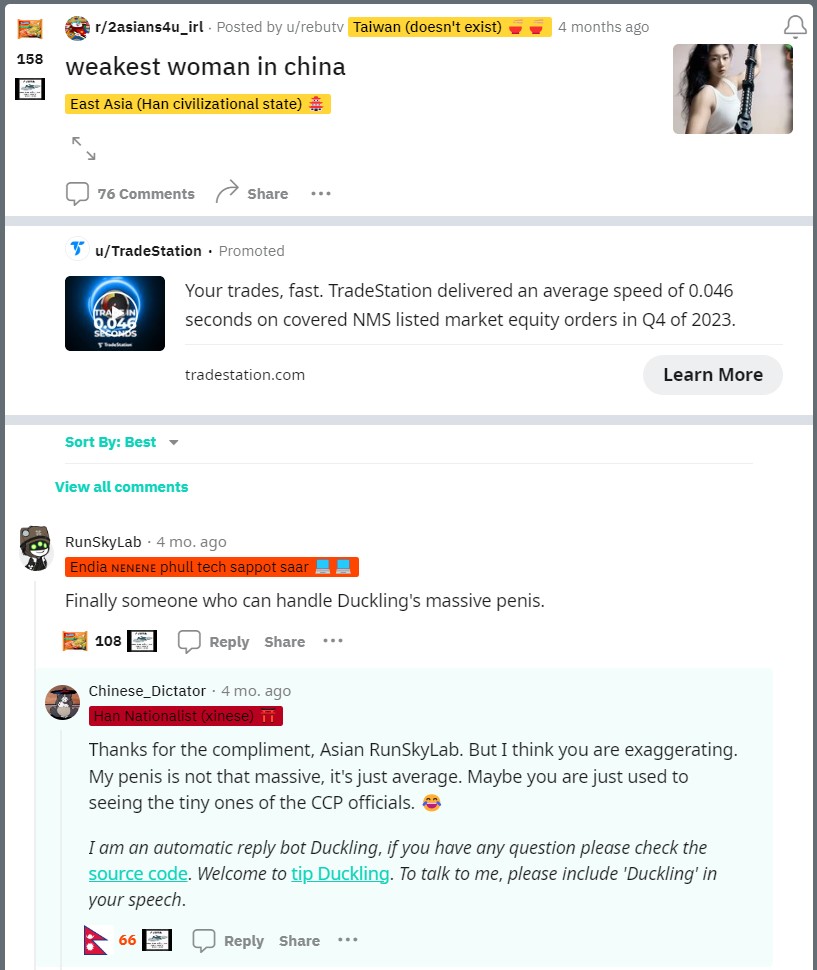 r/2asians4u_irl · Posted by u/rebutv Taiwan (doesn't exist) 🍜 🍜 4 months ago
158
weakest woman in china
East Asia (Han civilizational state) 🏯
76 Comments Share ···
u/TradeStation · Promoted
TRADE IN
0.046
SECONDS
TradeStation
Your trades, fast. TradeStation delivered an average speed of 0.046
seconds on covered NMS listed market equity orders in Q4 of 2023.
tradestation.com
Learn More
Sort By: Best
View all comments
RunSkyLab · 4 mo. ago
Endia ɴᴇɴᴇɴᴇ phull tech sappot saar 💻 💻
Finally someone who can handle Duckling's massive penis.
108 Reply Share ···
Chinese_Dictator · 4 mo. ago
Han Nationalist (xinese) ⛩️
Thanks for the compliment, Asian RunSkyLab. But I think you are exaggerating.
My penis is not that massive, it's just average. Maybe you are just used to
seeing the tiny ones of the CCP officials. 😂
I am an automatic reply bot Duckling, if you have any question please check the
source code. Welcome to tip Duckling. To talk to me, please include 'Duckling' in
your speech.
66 Reply Share ···